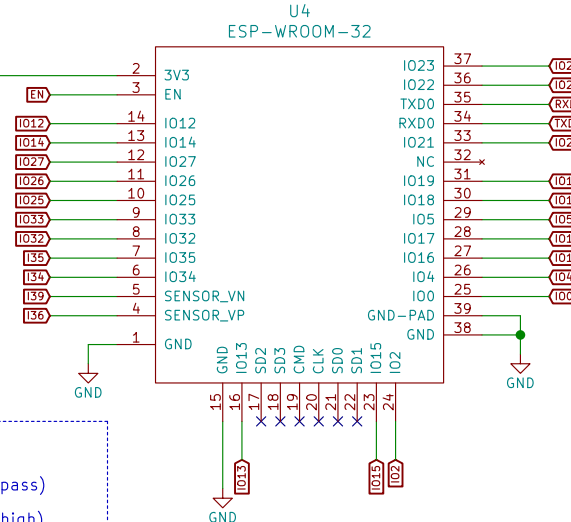 U4
ESP-WROOM-32
2 3V3
EN 3 EN
IO12 14 IO12
IO14 13 IO14
IO27 12 IO27
IO26 11 IO26
IO25 10 IO25
IO33 9 IO33
IO32 8 IO32
I35 7 IO35
I34 6 IO34
I39 5 SENSOR_VN
I36 4 SENSOR_VP
1 GND
GND
IO23 37
IO22 36
TXD0 35
RXD0 34
IO21 33
NC 32
IO19 31
IO18 30
IO5 29
IO17 28
IO16 27
IO4 26
IO0 25
GND-PAD 39
GND 38
GND
GND 15
IO13 16 IO13
SD2 17
SD3 18
CMD 19
CLK 20
SD0 21
SD1 22
IO15 23 IO15
IO2 24 IO2
GND
pass)
high)